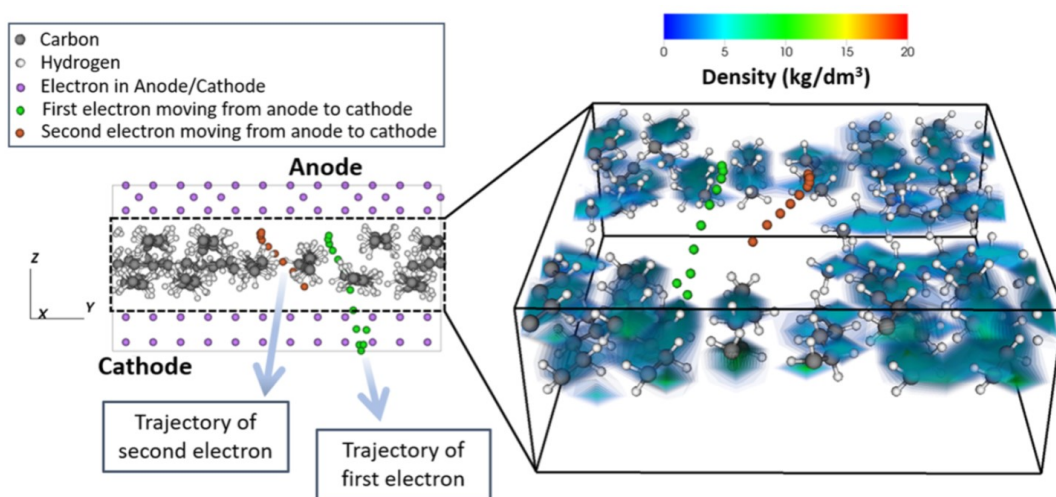 Carbon
Hydrogen
Electron in Anode/Cathode
First electron moving from anode to cathode
Second electron moving from anode to cathode
0
5
10
15
20
Density (kg/dm³)
Anode
Z
X
Y
Cathode
Trajectory of
second electron
Trajectory of
first electron